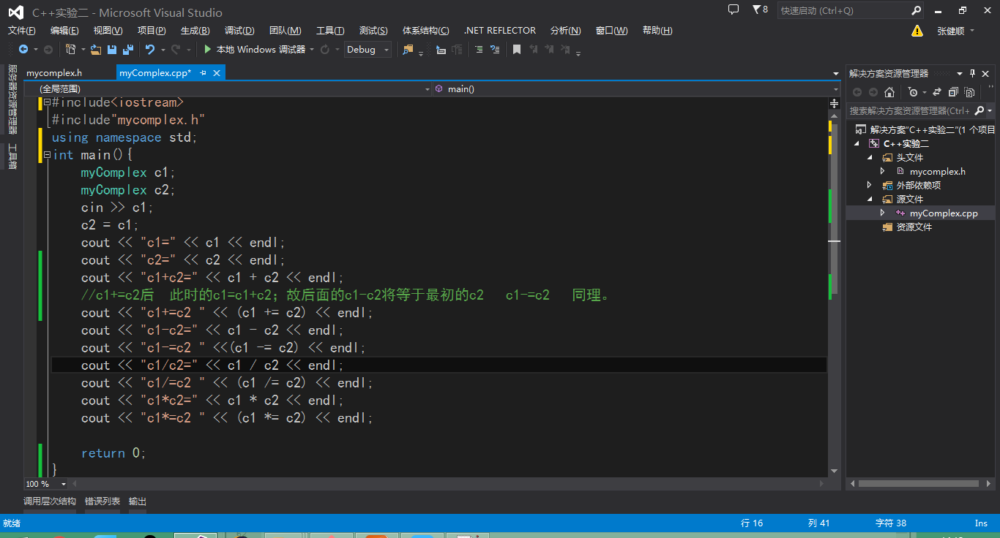 C++实验二 - Microsoft Visual Studio
8
快速启动 (Ctrl+Q)
文件(F) 编辑(E) 视图(V) 项目(P) 生成(B) 调试(D) 团队(M) 工具(T) 测试(S) 体系结构(C) .NET REFLECTOR 分析(N) 窗口(W) 帮助(H)
张健顺
本地 Windows 调试器
Debug
服务器资源管理器
工具箱
mycomplex.h
myComplex.cpp*
(全局范围)
main()
#include<iostream>
#include"mycomplex.h"
using namespace std;
int main(){
myComplex c1;
myComplex c2;
cin >> c1;
c2 = c1;
cout << "c1=" << c1 << endl;
cout << "c2=" << c2 << endl;
cout << "c1+c2=" << c1 + c2 << endl;
//c1+=c2后  此时的c1=c1+c2；故后面的c1-c2将等于最初的c2   c1-=c2   同理。
cout << "c1+=c2 " << (c1 += c2) << endl;
cout << "c1-c2=" << c1 - c2 << endl;
cout << "c1-=c2 " <<(c1 -= c2) << endl;
cout << "c1/c2=" << c1 / c2 << endl;
cout << "c1/=c2 " << (c1 /= c2) << endl;
cout << "c1*c2=" << c1 * c2 << endl;
cout << "c1*=c2 " << (c1 *= c2) << endl;
return 0;
}
100 %
解决方案资源管理器
搜索解决方案资源管理器(Ctrl+
解决方案"C++实验二"(1 个项目
C++实验二
头文件
mycomplex.h
外部依赖项
源文件
myComplex.cpp
资源文件
调用层次结构 错误列表 输出
就绪
行 16
列 41
字符 38
Ins